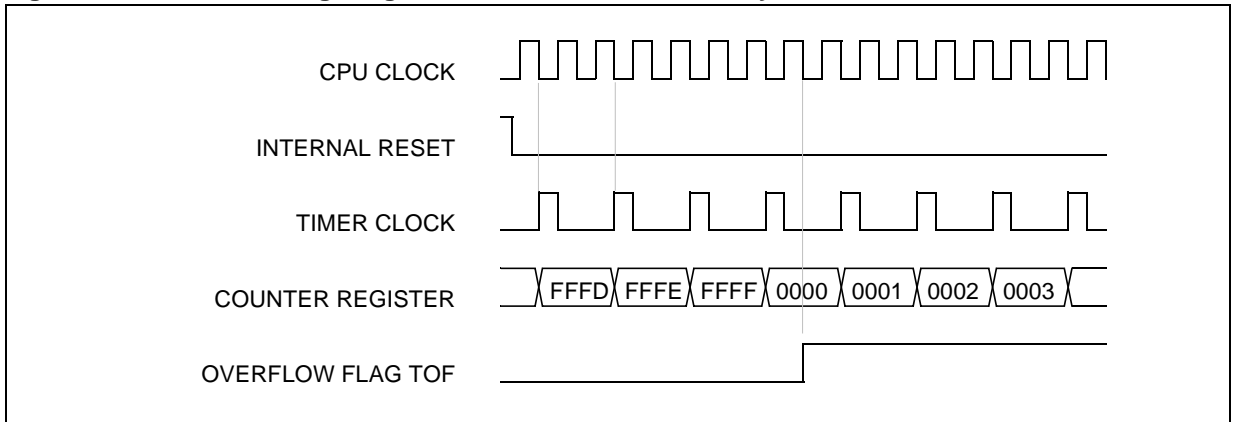 CPU CLOCK
INTERNAL RESET
TIMER CLOCK
COUNTER REGISTER FFFD FFFE FFFF 0000 0001 0002 0003
OVERFLOW FLAG TOF